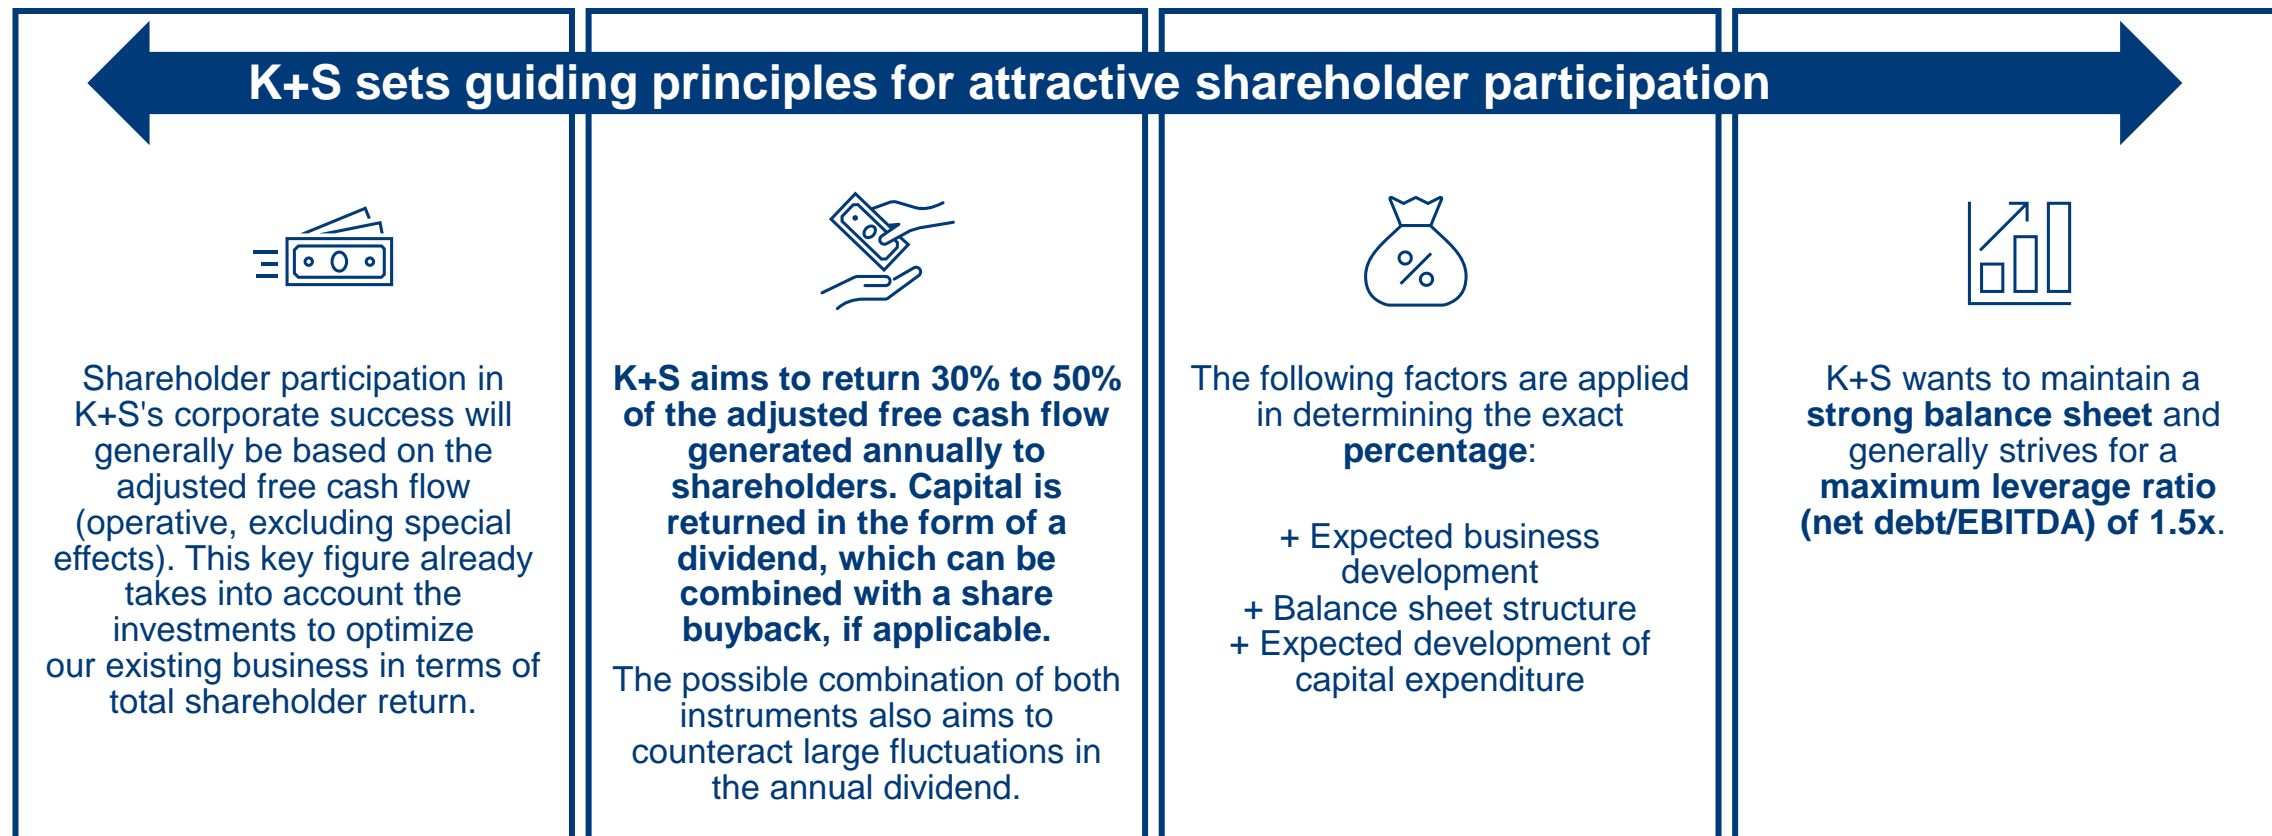 K+S sets guiding principles for attractive shareholder participation
Shareholder participation in
K+S's corporate success will
generally be based on the
adjusted free cash flow
(operative, excluding special
effects). This key figure already
takes into account the
investments to optimize
our existing business in terms of
total shareholder return.
K+S aims to return 30% to 50%
of the adjusted free cash flow
generated annually to
shareholders. Capital is
returned in the form of a
dividend, which can be
combined with a share
buyback, if applicable.
The possible combination of both
instruments also aims to
counteract large fluctuations in
the annual dividend.
%
The following factors are applied
in determining the exact
percentage:
+ Expected business
development
+ Balance sheet structure
+ Expected development of
capital expenditure
K+S wants to maintain a
strong balance sheet and
generally strives for a
maximum leverage ratio
(net debt/EBITDA) of 1.5x.